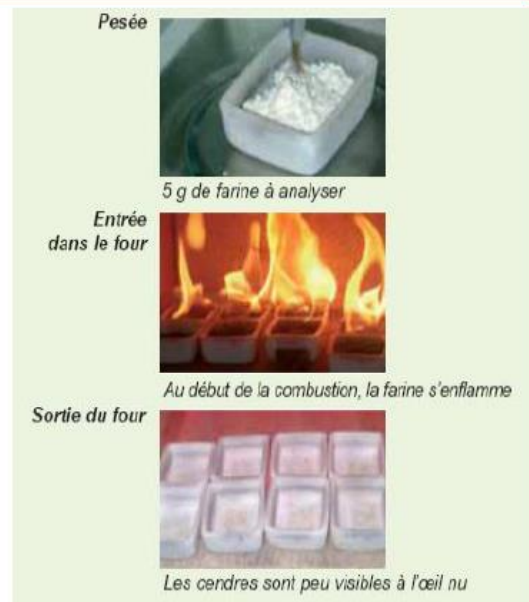 Pesée
5 g de farine à analyser
Entrée
dans le four
Au début de la combustion, la farine s'enflamme
Sortie du four
Les cendres sont peu visibles à l'œil nu